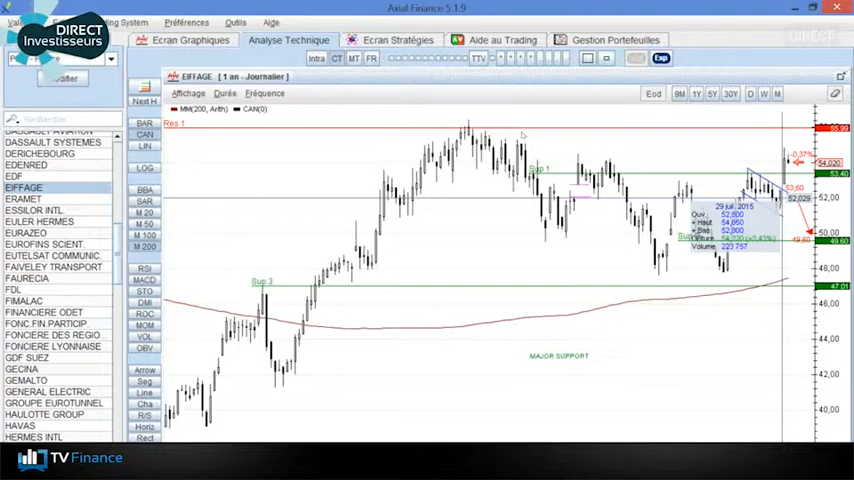 Axial Finance 5.1.9
DIRECT
Investisseurs
Trading System Préférences Outils Aide
Ecran Graphiques
Analyse Technique
Ecran Stratégies
Aide au Trading
Gestion Portefeuilles
DIRECT
Modifier
Intra CT MT FR
TTV
Exp
EIFFAGE [ 1 an - Journalier ]
Affichage Durée Fréquence
Eod 9M 1Y 5Y 30Y D W M
MM(200, Arith) CAN(0)
Rechercher
DASSAULT AVIATION
DASSAULT SYSTEMES
DERICHEBOURG
EDENRED
EDF
EIFFAGE
ERAMET
ESSILOR INTL.
EULER HERMES
EURAZEO
EUROFINS SCIENT.
EUTELSAT COMMUNIC.
FAIVELEY TRANSPORT
FAURECIA
FDL
FIMALAC
FINANCIERE ODET
FONC.FIN.PARTICIP.
FONCIERE DES REGIO...
FONCIERE LYONNAISE
GDF SUEZ
GECINA
GEMALTO
GENERAL ELECTRIC
GROUPE EUROTUNNEL
HAULOTTE GROUP
HAVAS
HERMES INTL
Next H
BAR
CAN
LIN
LOG
BBA
SAR
M 20
M 50
M 100
M 200
RSI
MACD
STO
DMI
ROC
MOM
VOL
OBV
Arrow
Seg
Line
Cha
R/S
Horiz
Rect
Res 1
Sup 1
Sup 3
MAJOR SUPPORT
29 juil. 2015
Ouv. 52,800
+ Haut 54,850
+ Bas 52,800
Volume 223 757
-0,37%
53,60
49,60
55.99
54,020
53.40
52,029
52,00
49.60
48,00
47.01
46,00
44,00
42,00
40,00
TV Finance